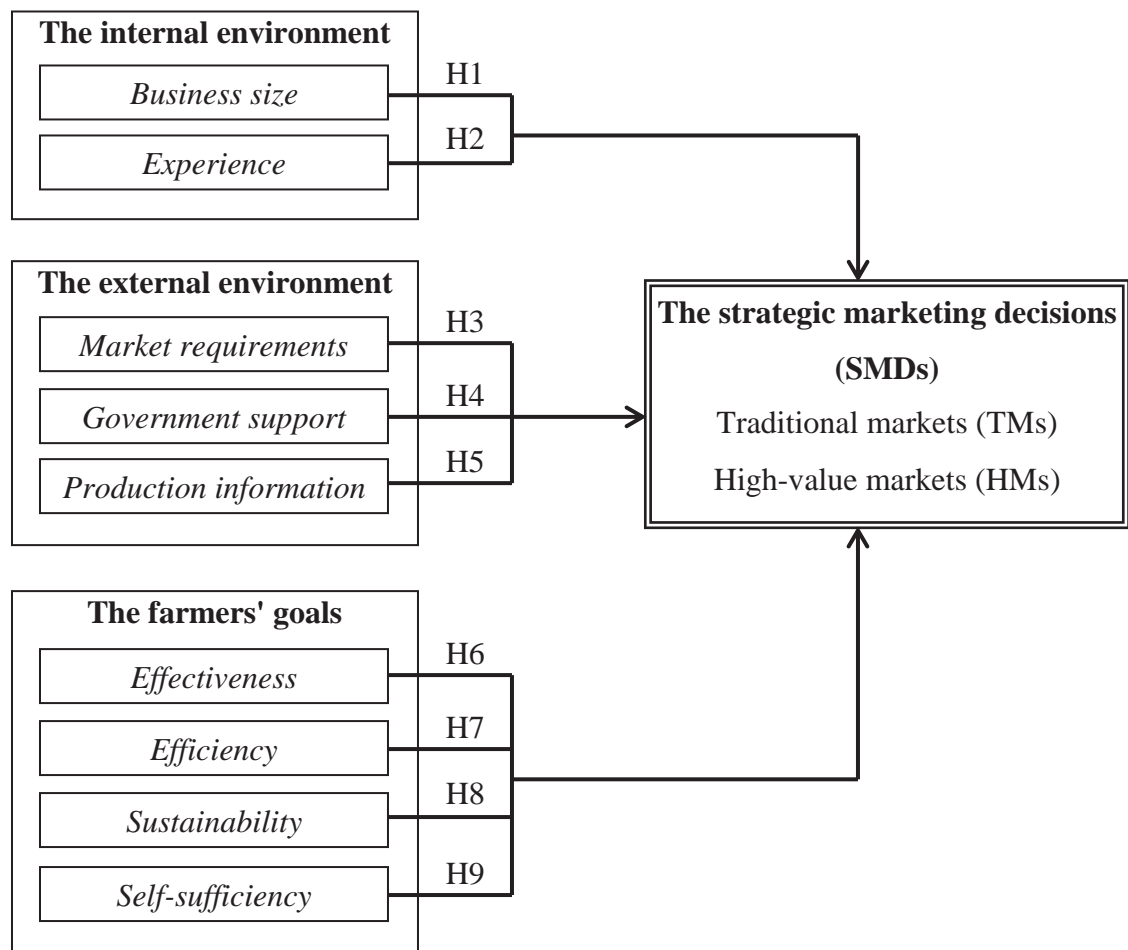 The internal environment
Business size
H1
Experience
H2
The external environment
Market requirements
H3
Government support
H4
Production information
H5
The farmers' goals
Effectiveness
H6
Efficiency
H7
Sustainability
H8
Self-sufficiency
H9
The strategic marketing decisions
(SMDs)
Traditional markets (TMs)
High-value markets (HMs)